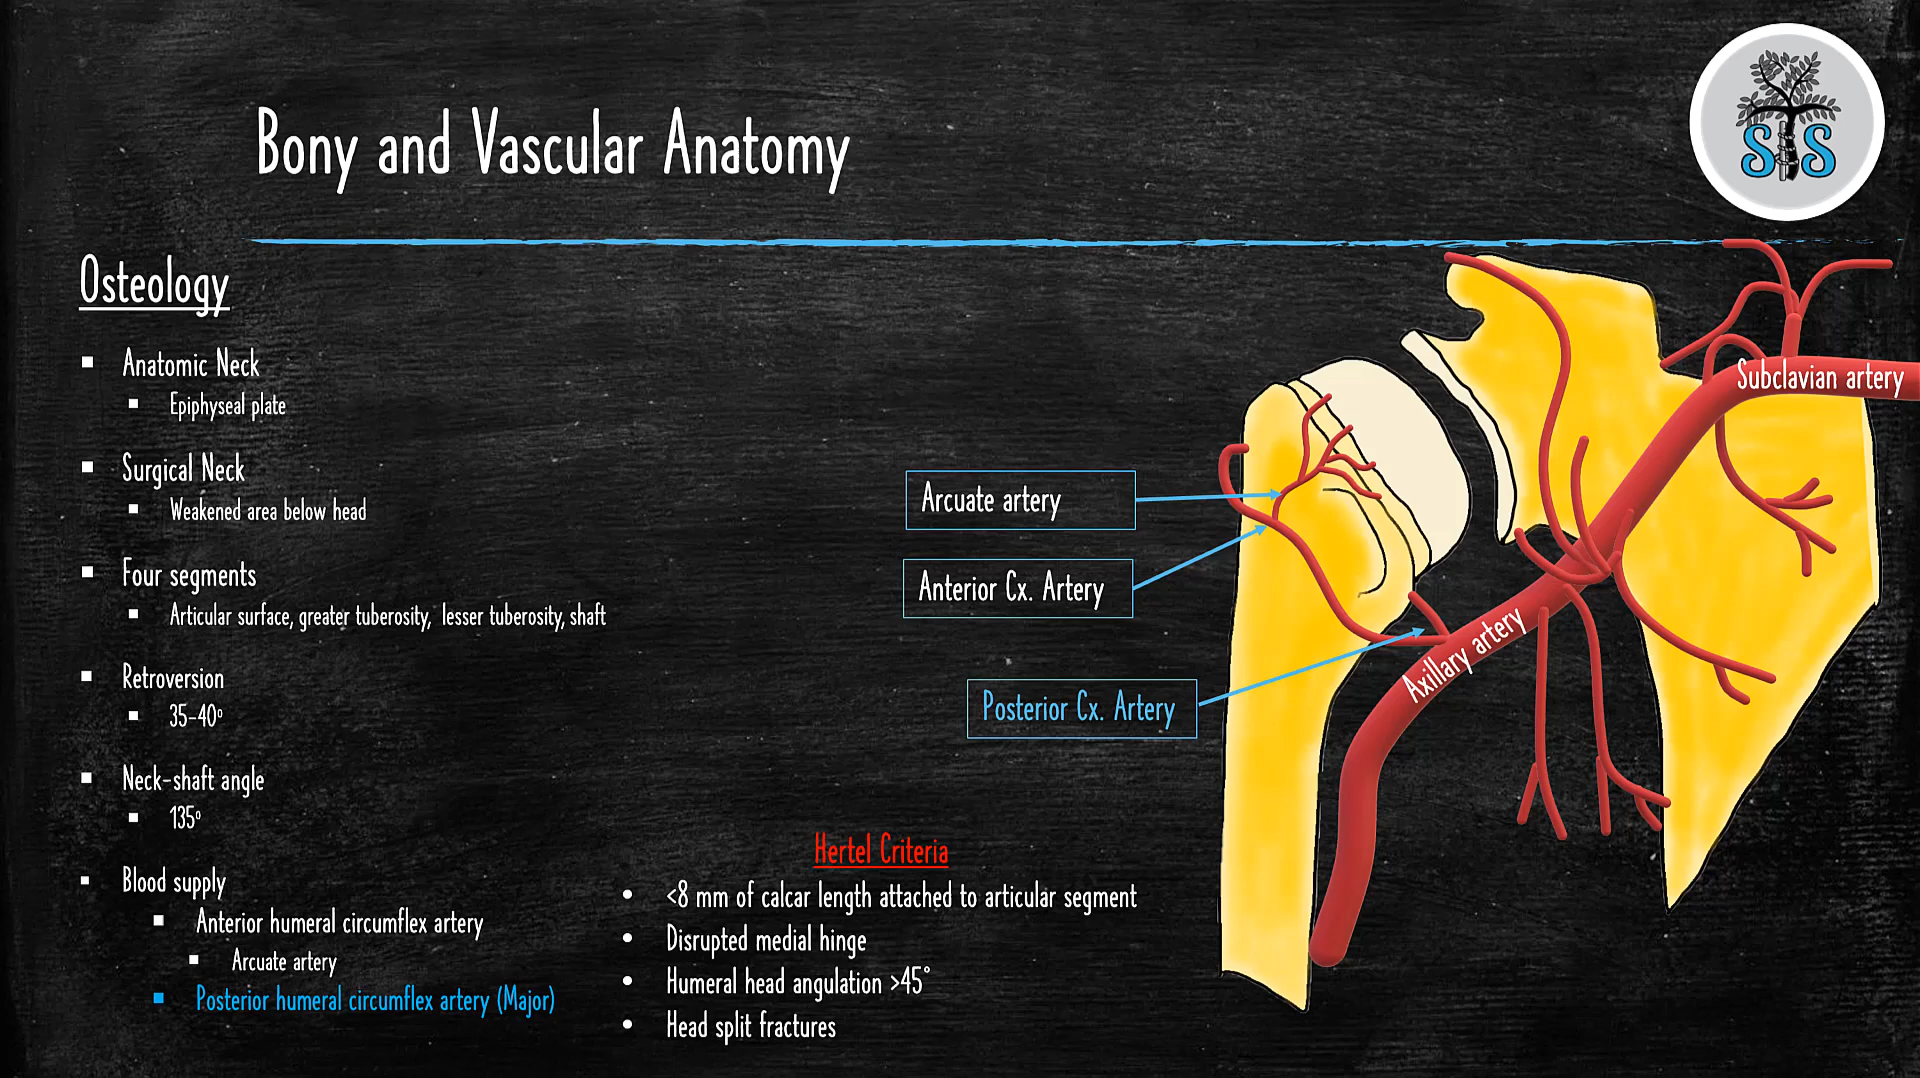 Bony and Vascular Anatomy
SIS
Osteology
Anatomic Neck
Epiphyseal plate
Surgical Neck
Weakened area below head
Four segments
Articular surface, greater tuberosity, lesser tuberosity, shaft
Retroversion
35-40º
Neck-shaft angle
135º
Blood supply
Anterior humeral circumflex artery
Arcuate artery
Posterior humeral circumflex artery (Major)
Hertel Criteria
<8 mm of calcar length attached to articular segment
Disrupted medial hinge
Humeral head angulation >45°
Head split fractures
Arcuate artery
Anterior Cx. Artery
Posterior Cx. Artery
Subclavian artery
Axillary artery